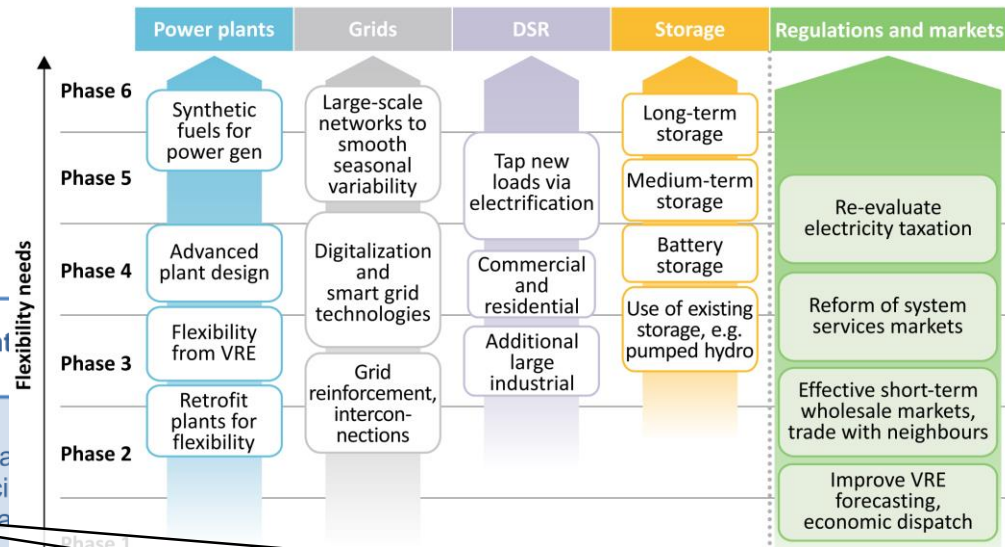 Power plants
Grids
DSR
Storage
Regulations and markets
Flexibility needs
Phase 6
Phase 5
Phase 4
Phase 3
Phase 2
Phase 1
Synthetic
fuels for
power gen
Advanced
plant design
Flexibility
from VRE
Retrofit
plants for
flexibility
Large-scale
networks to
smooth
seasonal
variability
Digitalization
and
smart grid
technologies
Grid
reinforcement,
intercon-
nections
Tap new
loads via
electrification
Commercial
and
residential
Additional
large
industrial
Long-term
storage
Medium-term
storage
Battery
storage
Use of existing
storage, e.g.
pumped hydro
Re-evaluate
electricity taxation
Reform of system
services markets
Effective short-term
wholesale markets,
trade with neighbours
Improve VRE
forecasting,
economic dispatch